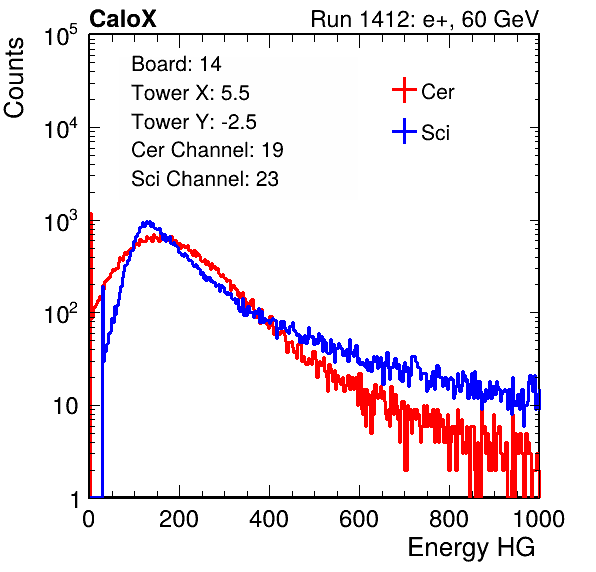 CaloX Run 1412: e+, 60 GeV
Counts
10^5
10^4
10^3
10^2
10
1
Board: 14
Tower X: 5.5
Tower Y: -2.5
Cer Channel: 19
Sci Channel: 23
Cer
Sci
0 200 400 600 800 1000
Energy HG